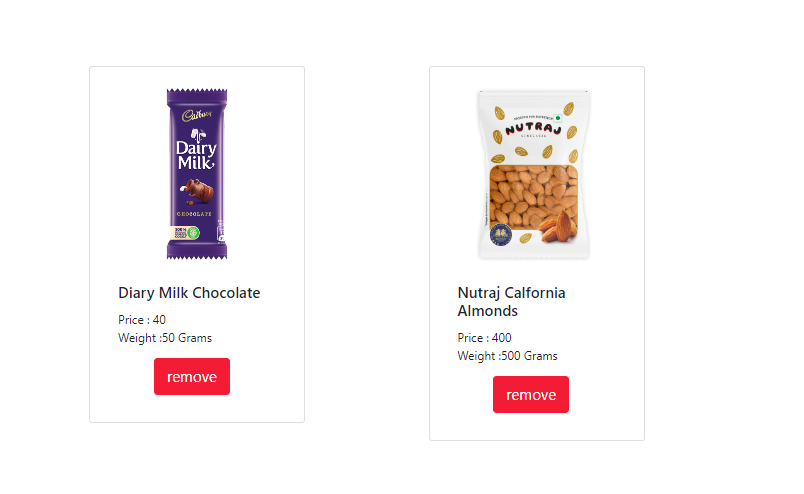 Cadbury
Dairy
Milk
CHOCOLATE
100%
Diary Milk Chocolate
Price : 40
Weight :50 Grams
remove
NUTRAJ
Nutraj Calfornia
Almonds
Price : 400
Weight :500 Grams
remove